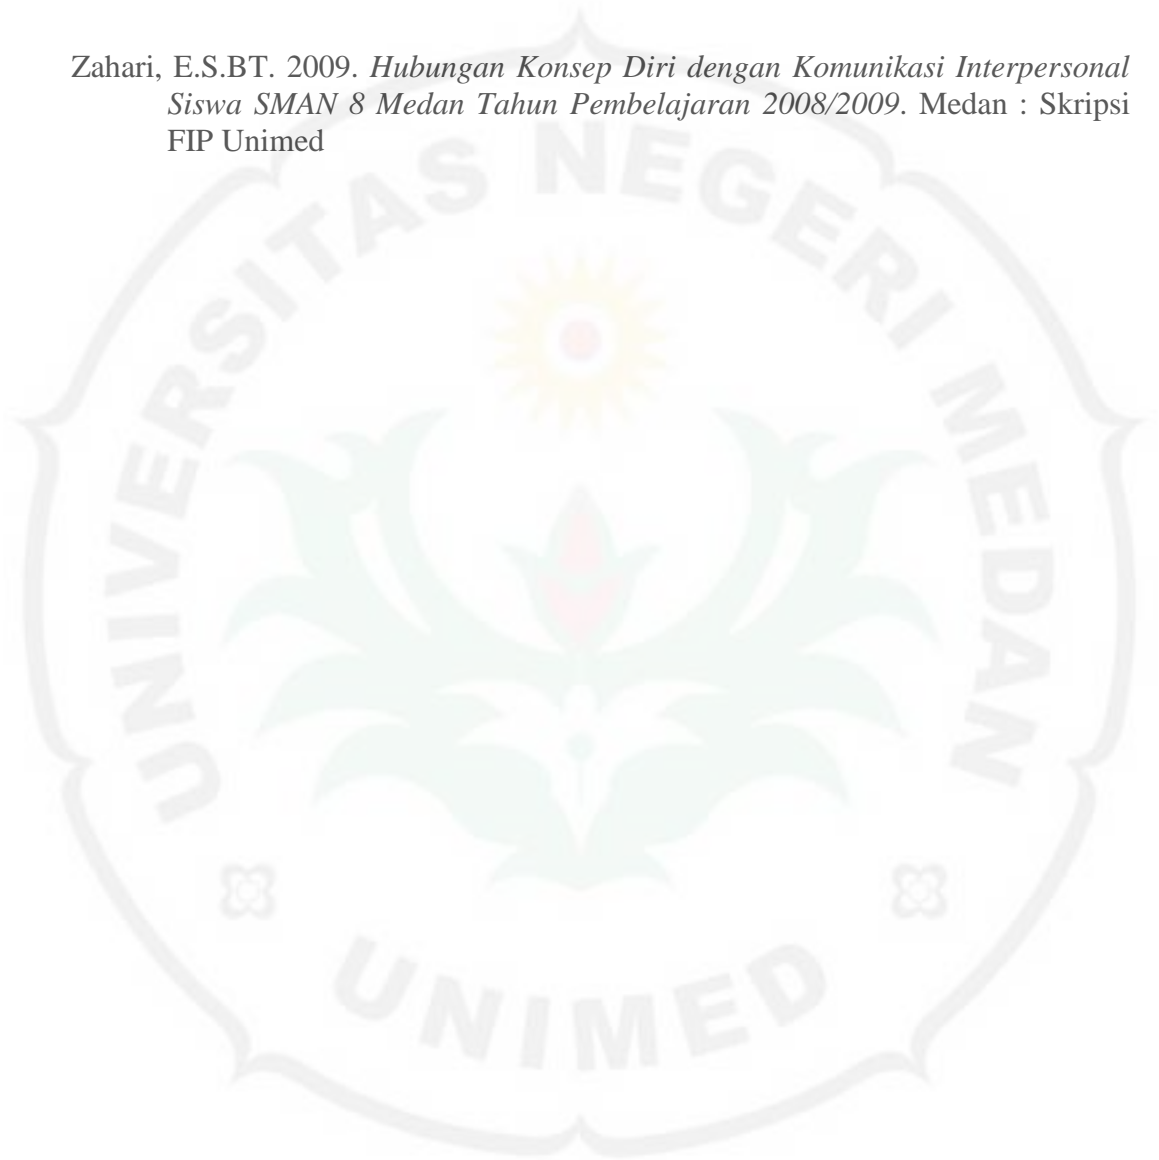 Zahari, E.S.BT. 2009. Hubungan Konsep Diri dengan Komunikasi Interpersonal
Siswa SMAN 8 Medan Tahun Pembelajaran 2008/2009. Medan : Skripsi
FIP Unimed
UNIVERSITAS NEGERI MEDAN
UNIMED